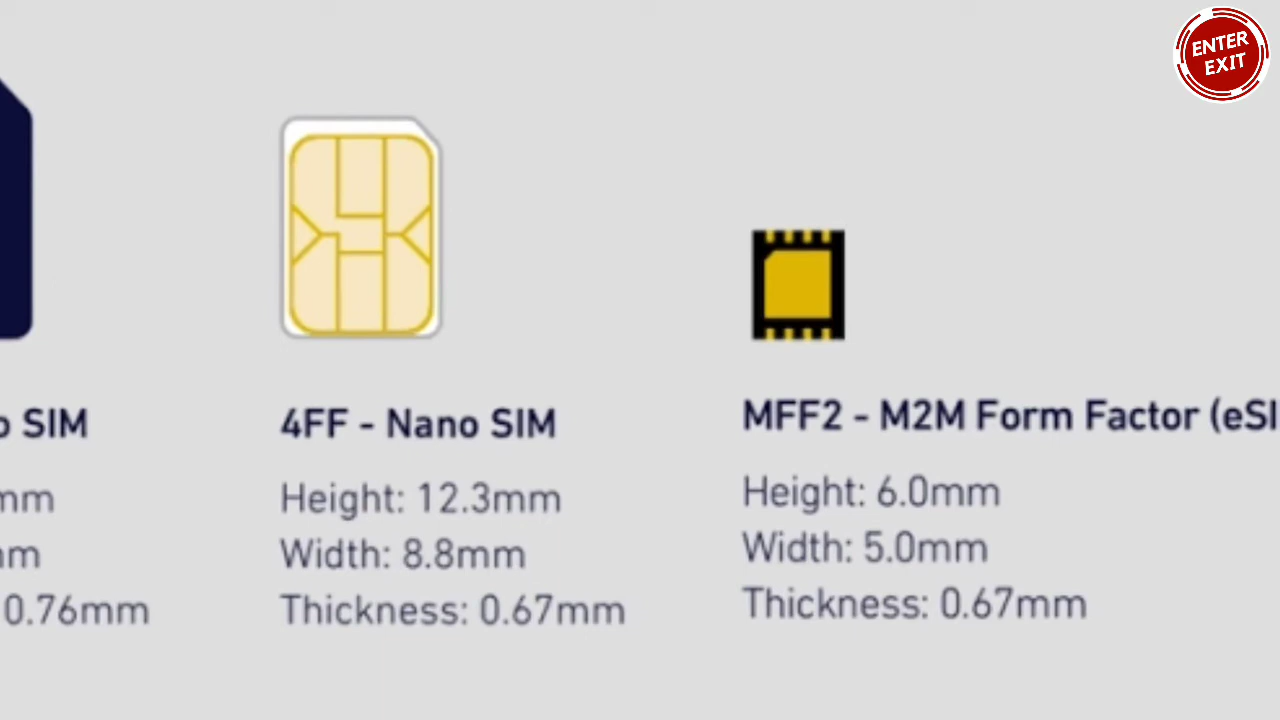 ENTER
EXIT
o SIM
mm
mm
0.76mm
4FF - Nano SIM
Height: 12.3mm
Width: 8.8mm
Thickness: 0.67mm
MFF2 - M2M Form Factor (eSI
Height: 6.0mm
Width: 5.0mm
Thickness: 0.67mm